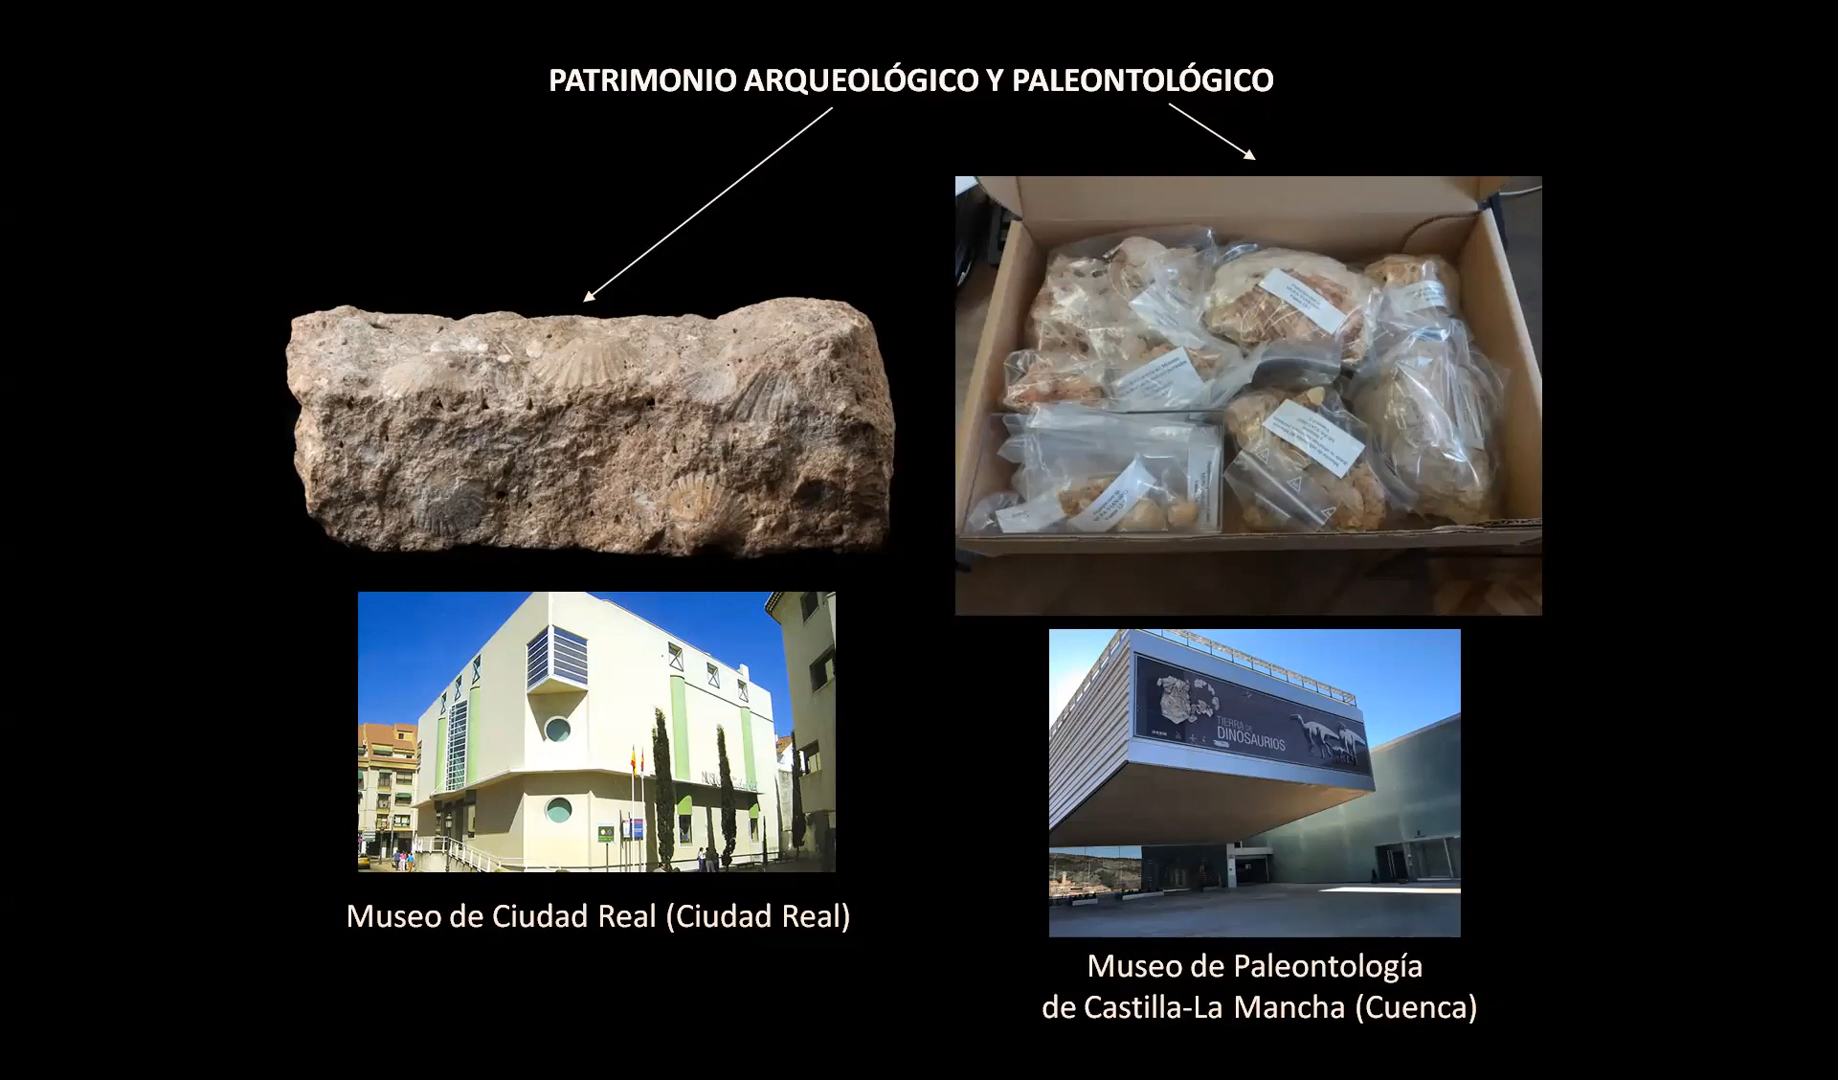 PATRIMONIO ARQUEOLÓGICO Y PALEONTOLÓGICO
TIERRA DE
DINOSAURIOS
Museo de Ciudad Real (Ciudad Real)
Museo de Paleontología
de Castilla-La Mancha (Cuenca)